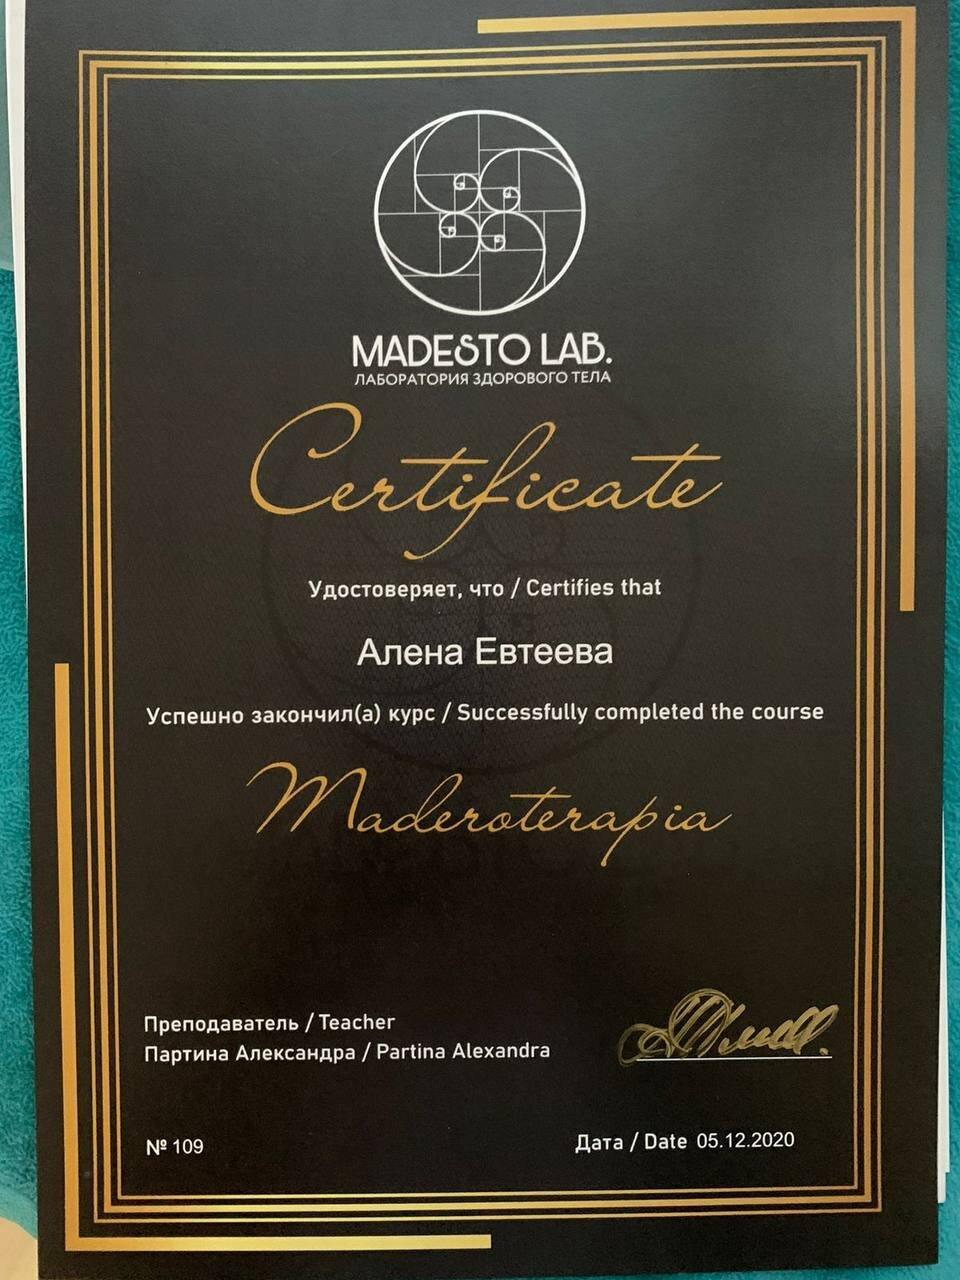 MADESTO LAB.
ЛАБОРАТОРИЯ ЗДОРОВОГО ТЕЛА
Certificate
Удостоверяет, что / Certifies that
Алена Евтеева
Успешно закончил(а) курс / Successfully completed the course
Maderoterapia
Преподаватель / Teacher
Партина Александра / Partina Alexandra
№ 109
Дата / Date 05.12.2020